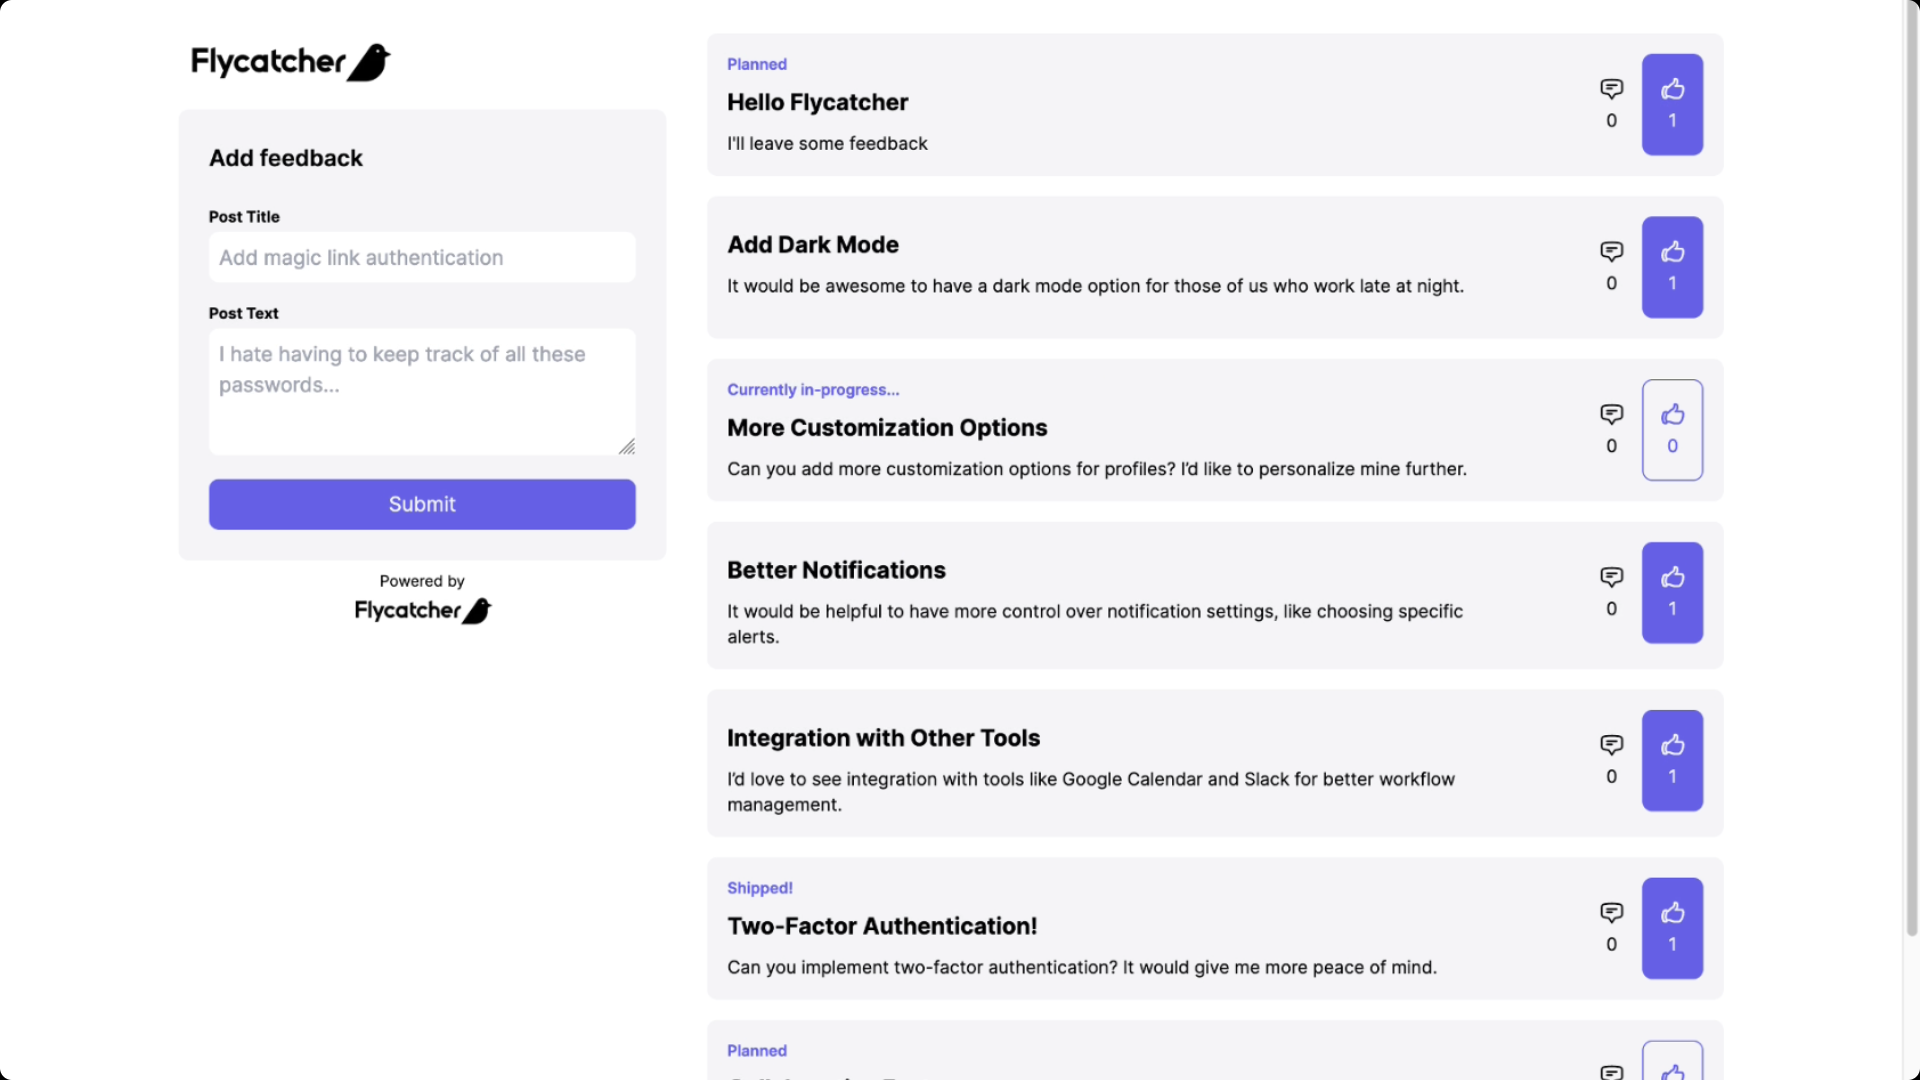 Flycatcher
Add feedback
Post Title
Add magic link authentication
Post Text
I hate having to keep track of all these
passwords...
Submit
Powered by
Flycatcher
Planned
Hello Flycatcher
I'll leave some feedback
0
1
Add Dark Mode
It would be awesome to have a dark mode option for those of us who work late at night.
0
1
Currently in-progress...
More Customization Options
Can you add more customization options for profiles? I'd like to personalize mine further.
0
0
Better Notifications
It would be helpful to have more control over notification settings, like choosing specific
alerts.
0
1
Integration with Other Tools
I'd love to see integration with tools like Google Calendar and Slack for better workflow
management.
0
1
Shipped!
Two-Factor Authentication!
Can you implement two-factor authentication? It would give me more peace of mind.
0
1
Planned